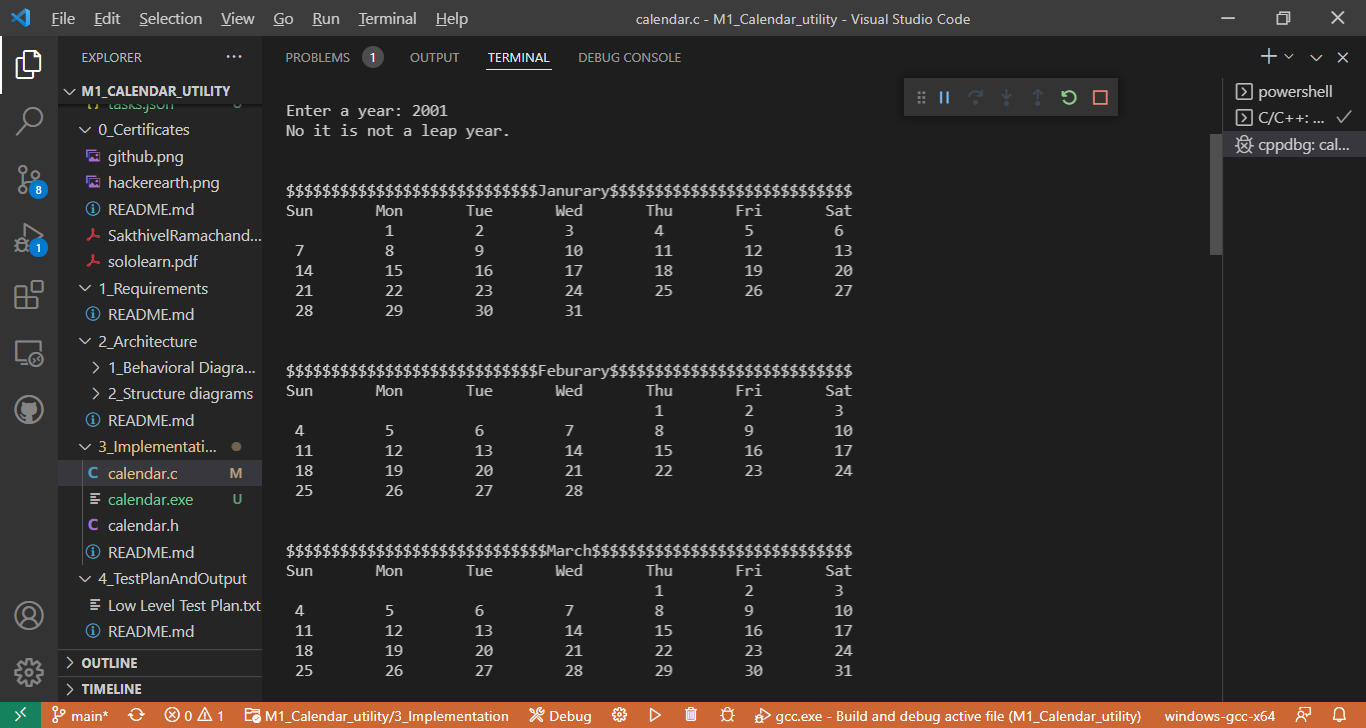 File Edit Selection View Go Run Terminal Help calendar.c - M1_Calendar_utility - Visual Studio Code
EXPLORER
M1_CALENDAR_UTILITY
tasks.json U
0_Certificates
github.png
hackerearth.png
README.md
SakthivelRamachand...
sololearn.pdf
1_Requirements
README.md
2_Architecture
1_Behavioral Diagra...
2_Structure diagrams
README.md
3_Implementati...
C calendar.c M
calendar.exe U
C calendar.h
README.md
4_TestPlanAndOutput
Low Level Test Plan.txt
README.md
OUTLINE
TIMELINE
8
1
PROBLEMS 1 OUTPUT TERMINAL DEBUG CONSOLE
Enter a year: 2001
No it is not a leap year.
$$$$$$$$$$$$$$$$$$$$$$$$$$$$Janurary$$$$$$$$$$$$$$$$$$$$$$$$$$$
Sun Mon Tue Wed Thu Fri Sat
1 2 3 4 5 6
7 8 9 10 11 12 13
14 15 16 17 18 19 20
21 22 23 24 25 26 27
28 29 30 31
$$$$$$$$$$$$$$$$$$$$$$$$$$$$Feburary$$$$$$$$$$$$$$$$$$$$$$$$$$$
Sun Mon Tue Wed Thu Fri Sat
1 2 3
4 5 6 7 8 9 10
11 12 13 14 15 16 17
18 19 20 21 22 23 24
25 26 27 28
$$$$$$$$$$$$$$$$$$$$$$$$$$$$$March$$$$$$$$$$$$$$$$$$$$$$$$$$$$$
Sun Mon Tue Wed Thu Fri Sat
1 2 3
4 5 6 7 8 9 10
11 12 13 14 15 16 17
18 19 20 21 22 23 24
25 26 27 28 29 30 31
powershell
C/C++: ...
cppdbg: cal...
main* 0 1 M1_Calendar_utility/3_Implementation Debug gcc.exe - Build and debug active file (M1_Calendar_utility) windows-gcc-x64